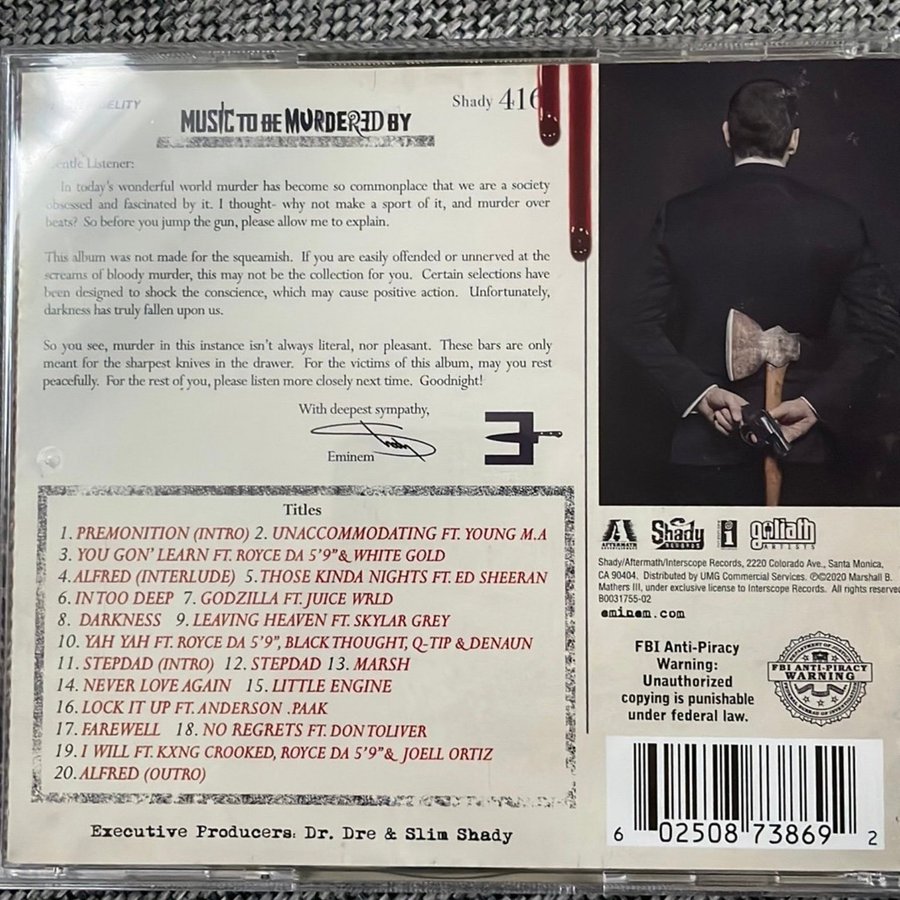 MUSIC TO BE MURDERED BY
Shady 416
Gentle Listener:
In today's wonderful world murder has become so commonplace that we are a society
obsessed and fascinated by it. I thought- why not make a sport of it, and murder over
beats? So before you jump the gun, please allow me to explain.
This album was not made for the squeamish. If you are easily offended or unnerved at the
screams of bloody murder, this may not be the collection for you. Certain selections have
been designed to shock the conscience, which may cause positive action. Unfortunately,
darkness has truly fallen upon us.
So you see, murder in this instance isn't always literal, nor pleasant. These bars are only
meant for the sharpest knives in the drawer. For the victims of this album, may you rest
peacefully. For the rest of you, please listen more closely next time. Goodnight!
With deepest sympathy,
Eminem
Titles
1. PREMONITION (INTRO) 2. UNACCOMMODATING FT. YOUNG M.A
3. YOU GON' LEARN FT. ROYCE DA 5'9" & WHITE GOLD
4. ALFRED (INTERLUDE) 5. THOSE KINDA NIGHTS FT. ED SHEERAN
6. IN TOO DEEP 7. GODZILLA FT. JUICE WRLD
8. DARKNESS 9. LEAVING HEAVEN FT. SKYLAR GREY
10. YAH YAH FT. ROYCE DA 5'9", BLACK THOUGHT, Q-TIP & DENAUN
11. STEPDAD (INTRO) 12. STEPDAD 13. MARSH
14. NEVER LOVE AGAIN 15. LITTLE ENGINE
16. LOCK IT UP FT. ANDERSON .PAAK
17. FAREWELL 18. NO REGRETS FT. DON TOLIVER
19. I WILL FT. KXNG CROOKED, ROYCE DA 5'9" & JOELL ORTIZ
20. ALFRED (OUTRO)
Executive Producers: Dr. Dre & Slim Shady
AFTERMATH
Shady RECORDS
goliath ARTISTS
Shady/Aftermath/Interscope Records, 2220 Colorado Ave., Santa Monica,
CA 90404. Distributed by UMG Commercial Services. ℗©2020 Marshall B.
Mathers III, under exclusive license to Interscope Records. All rights reserved.
B0031755-02
eminem.com
FBI Anti-Piracy
Warning:
Unauthorized
copying is punishable
under federal law.
FBI ANTI-PIRACY
WARNING
6 02508 73869 2